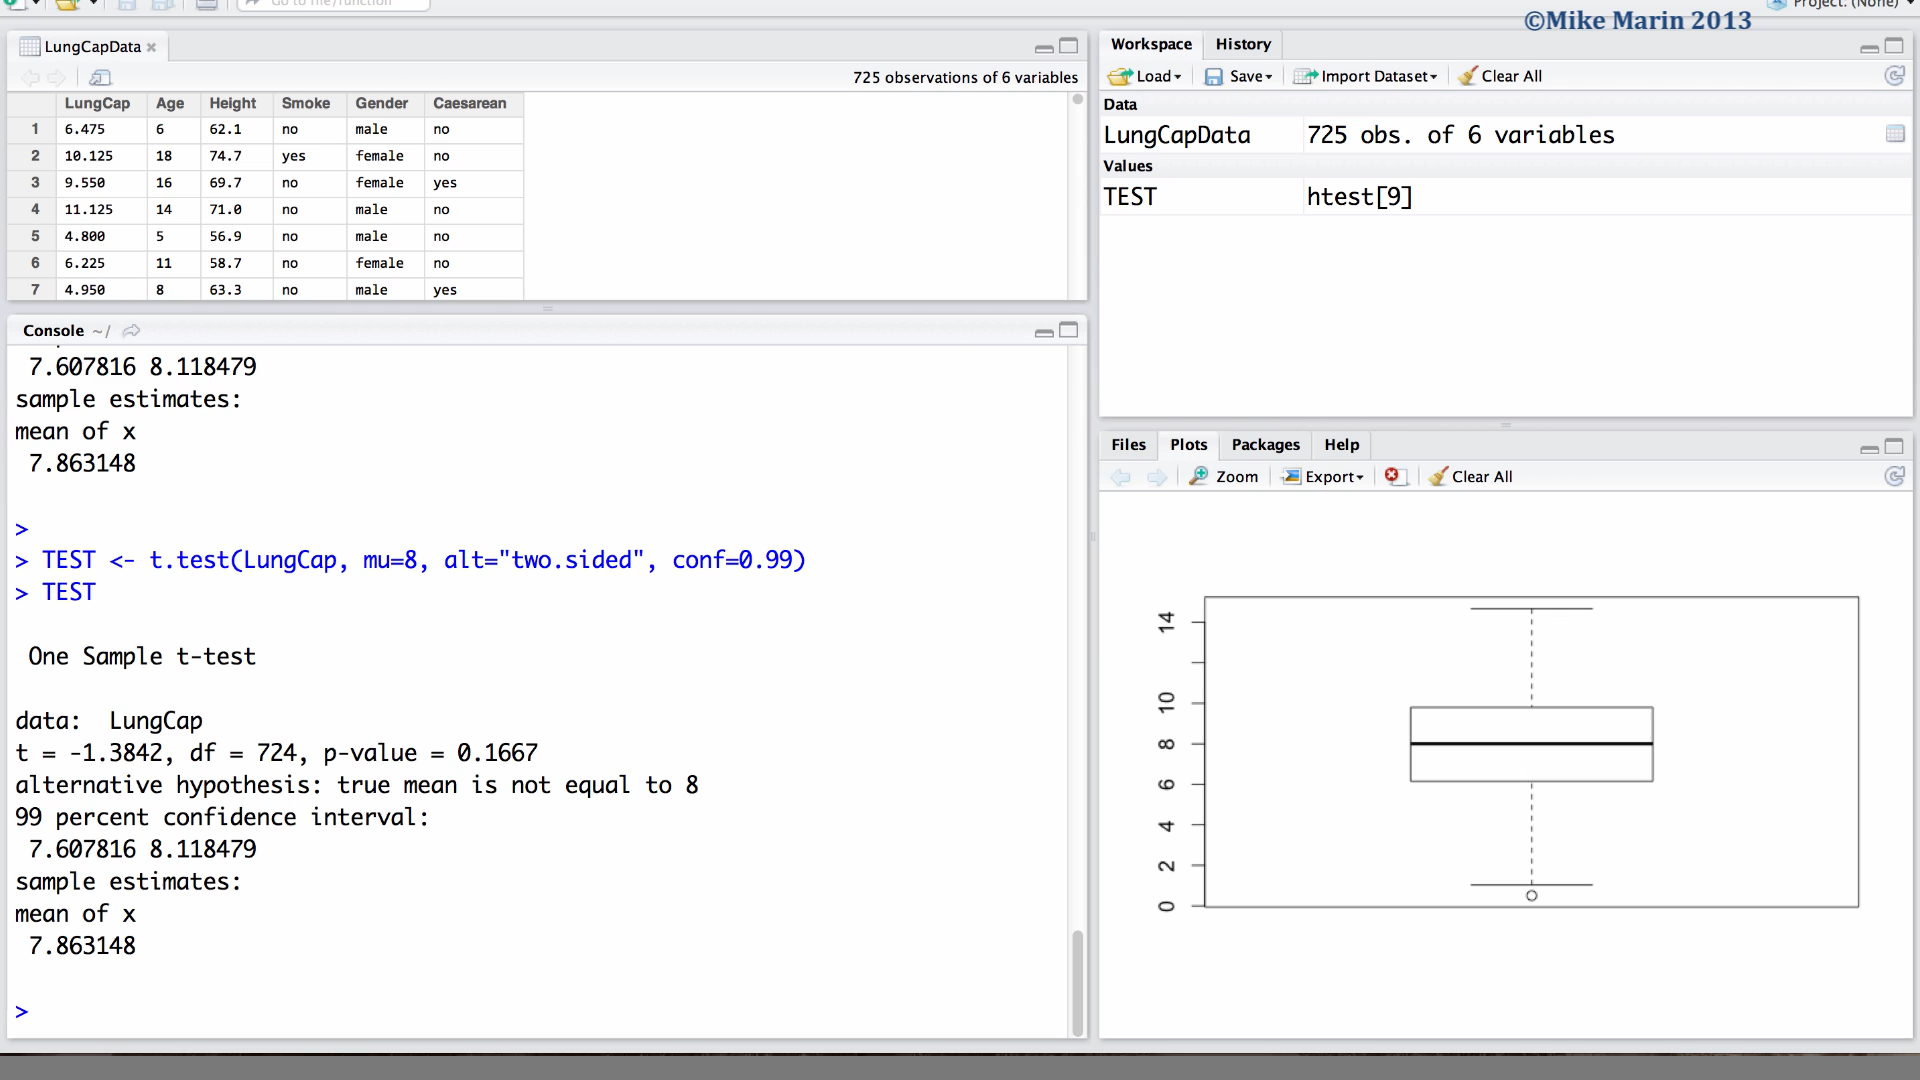 Go to file/function
Project: (None)
©Mike Marin 2013
LungCapData
725 observations of 6 variables
LungCap Age Height Smoke Gender Caesarean
1 6.475 6 62.1 no male no
2 10.125 18 74.7 yes female no
3 9.550 16 69.7 no female yes
4 11.125 14 71.0 no male no
5 4.800 5 56.9 no male no
6 6.225 11 58.7 no female no
7 4.950 8 63.3 no male yes
Console ~/
7.607816 8.118479
sample estimates:
mean of x
7.863148
>
> TEST <- t.test(LungCap, mu=8, alt="two.sided", conf=0.99)
> TEST
One Sample t-test
data: LungCap
t = -1.3842, df = 724, p-value = 0.1667
alternative hypothesis: true mean is not equal to 8
99 percent confidence interval:
7.607816 8.118479
sample estimates:
mean of x
7.863148
>
Workspace History
Load Save Import Dataset Clear All
Data
LungCapData 725 obs. of 6 variables
Values
TEST htest[9]
Files Plots Packages Help
Zoom Export Clear All
14
10
8
6
4
2
0